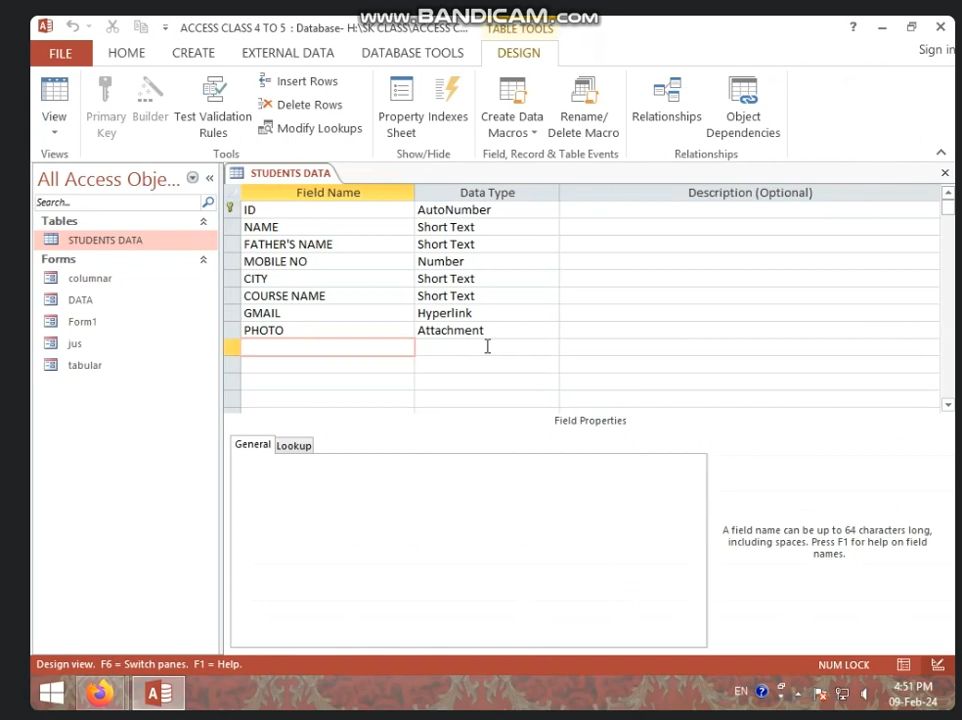 www.BANDICAM.com
ACCESS CLASS 4 TO 5 : Database- H:\SK CLASS\ACCESS C...
TABLE TOOLS
?
FILE
HOME
CREATE
EXTERNAL DATA
DATABASE TOOLS
DESIGN
Sign in
View
Primary Key
Builder
Test Validation Rules
Insert Rows
Delete Rows
Modify Lookups
Property Sheet
Indexes
Create Data Macros
Rename/ Delete Macro
Relationships
Object Dependencies
Views
Tools
Show/Hide
Field, Record & Table Events
Relationships
All Access Obje...
Search...
Tables
STUDENTS DATA
Forms
columnar
DATA
Form1
jus
tabular
STUDENTS DATA
Field Name Data Type Description (Optional)
ID AutoNumber
NAME Short Text
FATHER'S NAME Short Text
MOBILE NO Number
CITY Short Text
COURSE NAME Short Text
GMAIL Hyperlink
PHOTO Attachment
Field Properties
General Lookup
A field name can be up to 64 characters long,
including spaces. Press F1 for help on field
names.
Design view. F6 = Switch panes. F1 = Help.
NUM LOCK
EN
?
4:51 PM
09-Feb-24